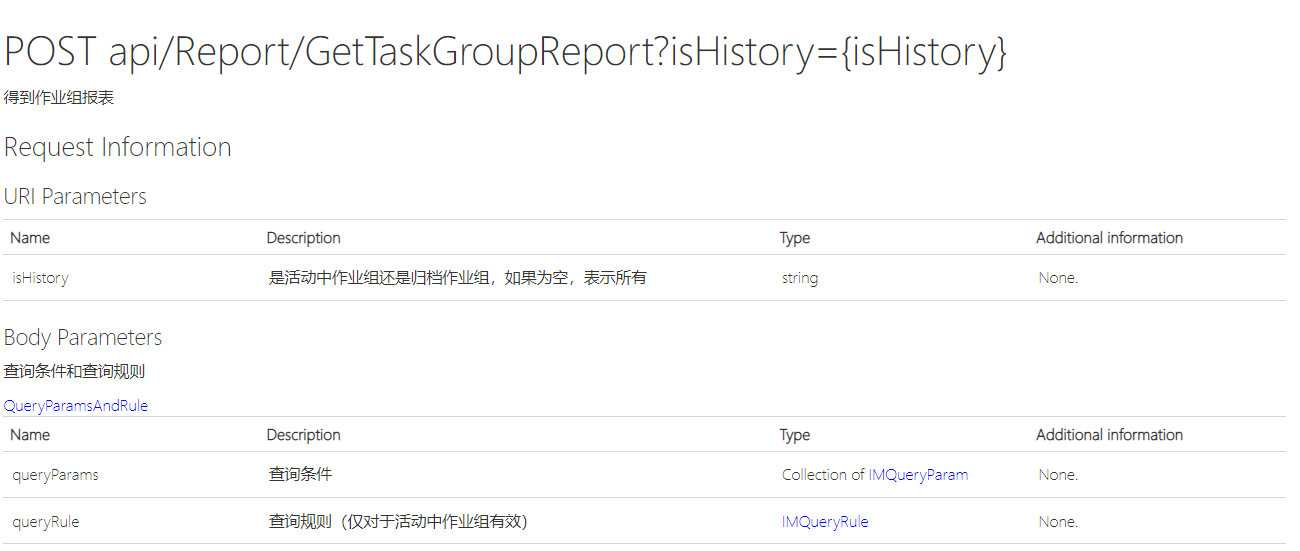 POST api/Report/GetTaskGroupReport?isHistory={isHistory}
得到作业组报表
Request Information
URI Parameters
Name Description Type Additional information
isHistory 是活动中作业组还是归档作业组，如果为空，表示所有 string None.
Body Parameters
查询条件和查询规则
QueryParamsAndRule
Name Description Type Additional information
queryParams 查询条件 Collection of IMQueryParam None.
queryRule 查询规则（仅对于活动中作业组有效） IMQueryRule None.